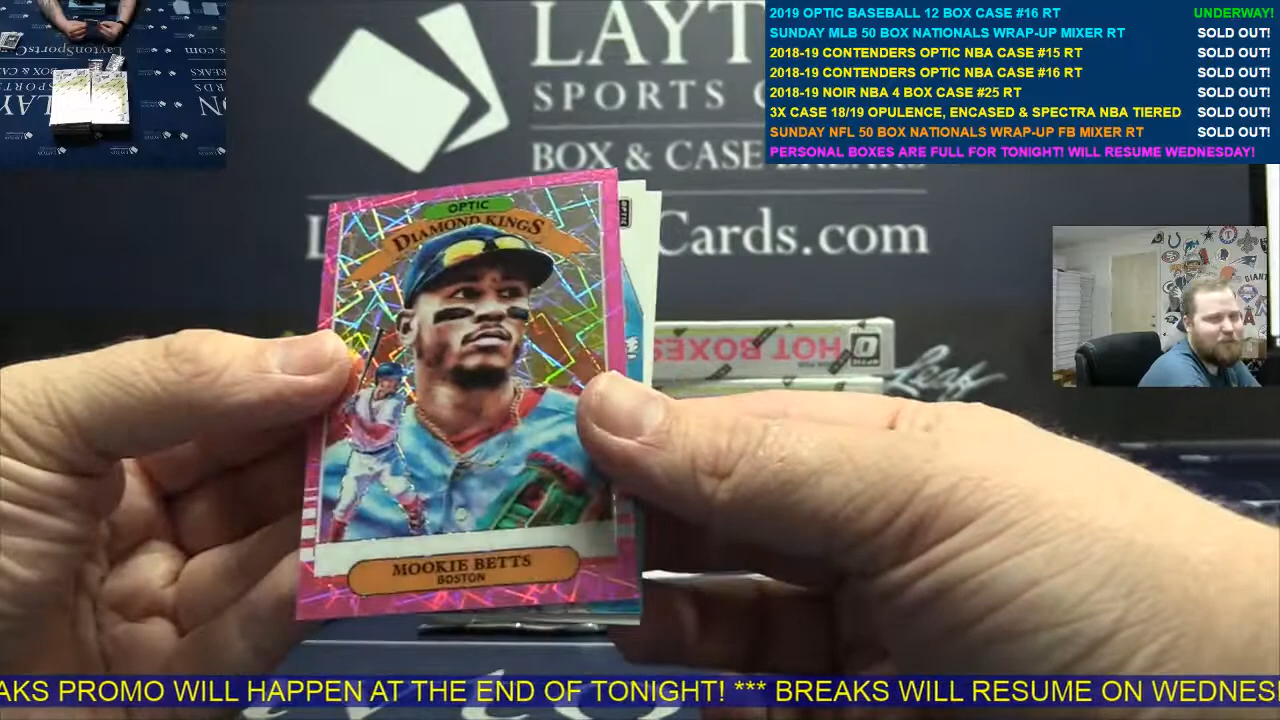 2019 OPTIC BASEBALL 12 BOX CASE #16 RT UNDERWAY!
SUNDAY MLB 50 BOX NATIONALS WRAP-UP MIXER RT SOLD OUT!
2018-19 CONTENDERS OPTIC NBA CASE #15 RT SOLD OUT!
2018-19 CONTENDERS OPTIC NBA CASE #16 RT SOLD OUT!
2018-19 NOIR NBA 4 BOX CASE #25 RT SOLD OUT!
3X CASE 18/19 OPULENCE, ENCASED & SPECTRA NBA TIERED SOLD OUT!
SUNDAY NFL 50 BOX NATIONALS WRAP-UP FB MIXER RT SOLD OUT!
PERSONAL BOXES ARE FULL FOR TONIGHT! WILL RESUME WEDNESDAY!
LAYT
SPORTS C
BOX & CASE BREAKS
Cards.com
OPTIC
DIAMOND KINGS
MOOKIE BETTS
BOSTON
OPTIC
HOT BOXES
OPTIC
Leaf
AKS PROMO WILL HAPPEN AT THE END OF TONIGHT! *** BREAKS WILL RESUME ON WEDNES